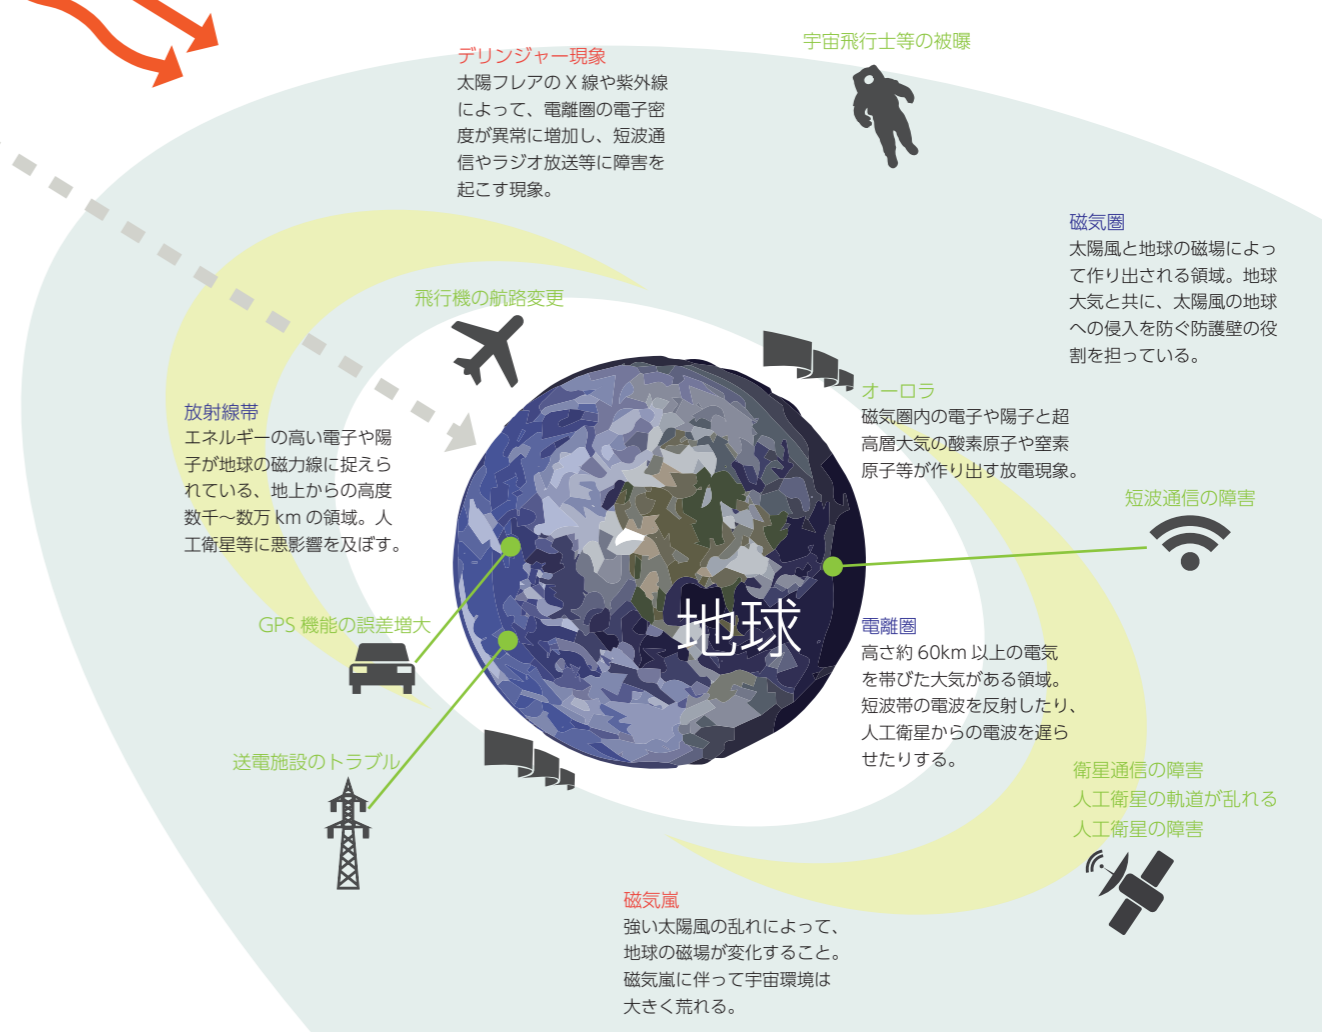 宇宙飛行士等の被曝
デリンジャー現象
太陽フレアの X 線や紫外線
によって、電離圏の電子密
度が異常に増加し、短波通
信やラジオ放送等に障害を
起こす現象。
磁気圏
太陽風と地球の磁場によっ
て作り出される領域。地球
大気と共に、太陽風の地球
への侵入を防ぐ防護壁の役
割を担っている。
飛行機の航路変更
オーロラ
磁気圏内の電子や陽子と超
高層大気の酸素原子や窒素
原子等が作り出す放電現象。
放射線帯
エネルギーの高い電子や陽
子が地球の磁力線に捉えら
れている、地上からの高度
数千〜数万 km の領域。人
工衛星等に悪影響を及ぼす。
短波通信の障害
地球
GPS 機能の誤差増大
電離圏
高さ約 60km 以上の電気
を帯びた大気がある領域。
短波帯の電波を反射したり、
人工衛星からの電波を遅ら
せたりする。
送電施設のトラブル
衛星通信の障害
人工衛星の軌道が乱れる
人工衛星の障害
磁気嵐
強い太陽風の乱れによって、
地球の磁場が変化すること。
磁気嵐に伴って宇宙環境は
大きく荒れる。